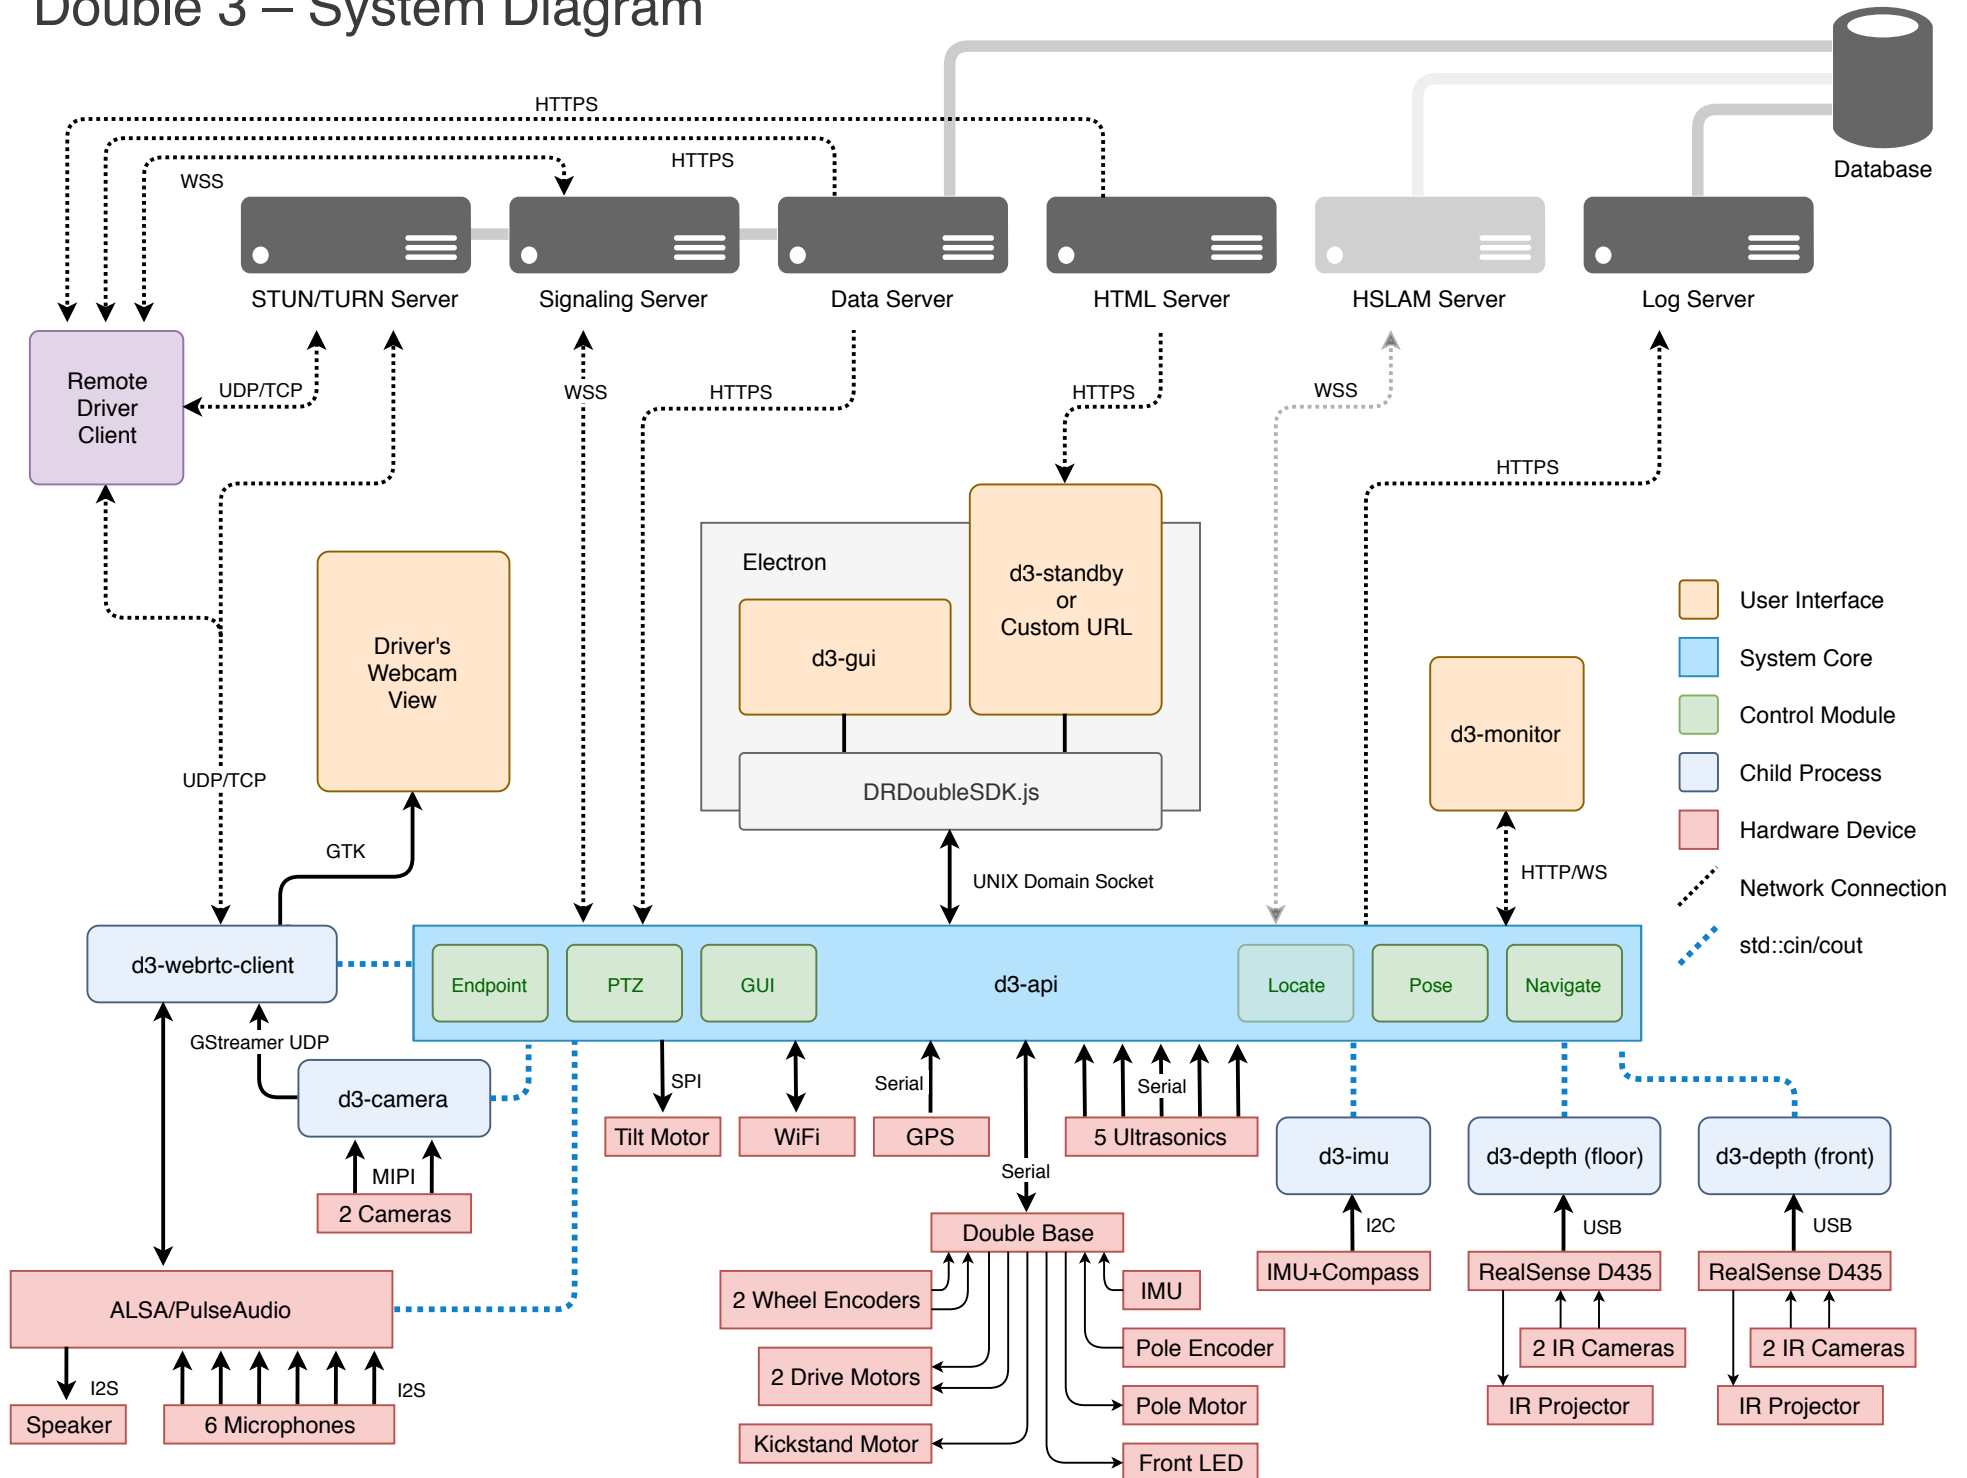 Double 3 – System Diagram
HTTPS
HTTPS
WSS
Database
STUN/TURN Server
Signaling Server
Data Server
HTML Server
HSLAM Server
Log Server
Remote
Driver
Client
UDP/TCP
WSS
HTTPS
HTTPS
WSS
HTTPS
Electron
d3-standby
or
Custom URL
d3-gui
DRDoubleSDK.js
Driver's
Webcam
View
d3-monitor
User Interface
System Core
Control Module
Child Process
Hardware Device
Network Connection
std::cin/cout
UDP/TCP
GTK
UNIX Domain Socket
HTTP/WS
d3-webrtc-client
Endpoint
PTZ
GUI
d3-api
Locate
Pose
Navigate
GStreamer UDP
d3-camera
MIPI
2 Cameras
SPI
Serial
Serial
Tilt Motor
WiFi
GPS
5 Ultrasonics
Serial
d3-imu
d3-depth (floor)
d3-depth (front)
I2C
USB
USB
Double Base
IMU+Compass
RealSense D435
RealSense D435
2 Wheel Encoders
IMU
ALSA/PulseAudio
Pole Encoder
2 IR Cameras
2 IR Cameras
2 Drive Motors
Pole Motor
IR Projector
IR Projector
I2S
I2S
Speaker
6 Microphones
Kickstand Motor
Front LED